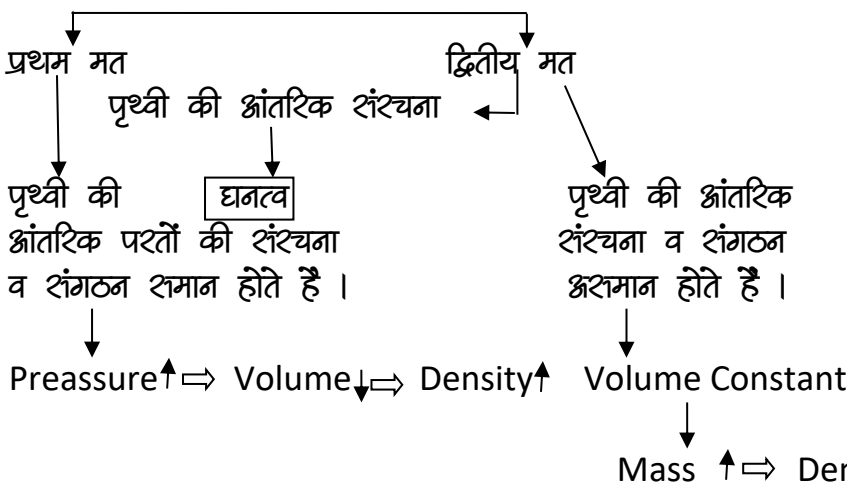 प्रथम मत द्वितीय मत
पृथ्वी की आंतरिक संरचना
पृथ्वी की घनत्व पृथ्वी की आंतरिक
आंतरिक परतों की संरचना संरचना व संगठन
व संगठन समान होते है । असमान होते हैं ।
Preassure↑ ⇨ Volume↓⇨ Density↑ Volume Constant
Mass ↑⇨